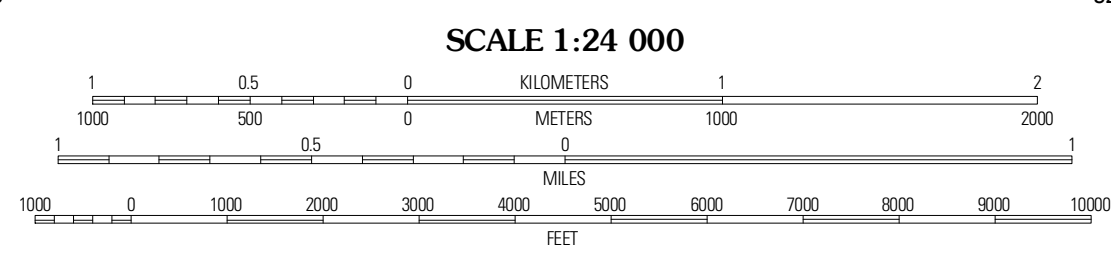 SCALE 1:24 000
1 0.5 0 KILOMETERS 1 2
1000 500 0 METERS 1000 2000
1 0.5 0 1
MILES
1000 0 1000 2000 3000 4000 5000 6000 7000 8000 9000 10000
FEET